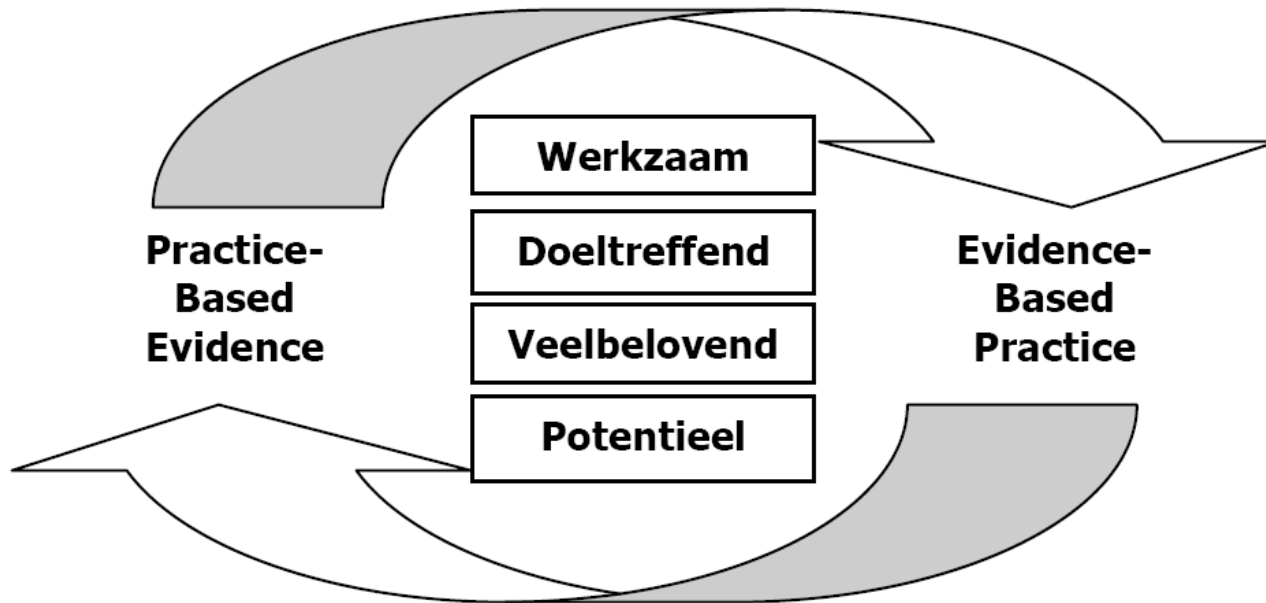 Practice-
Based
Evidence
Werkzaam
Doeltreffend
Veelbelovend
Potentieel
Evidence-
Based
Practice